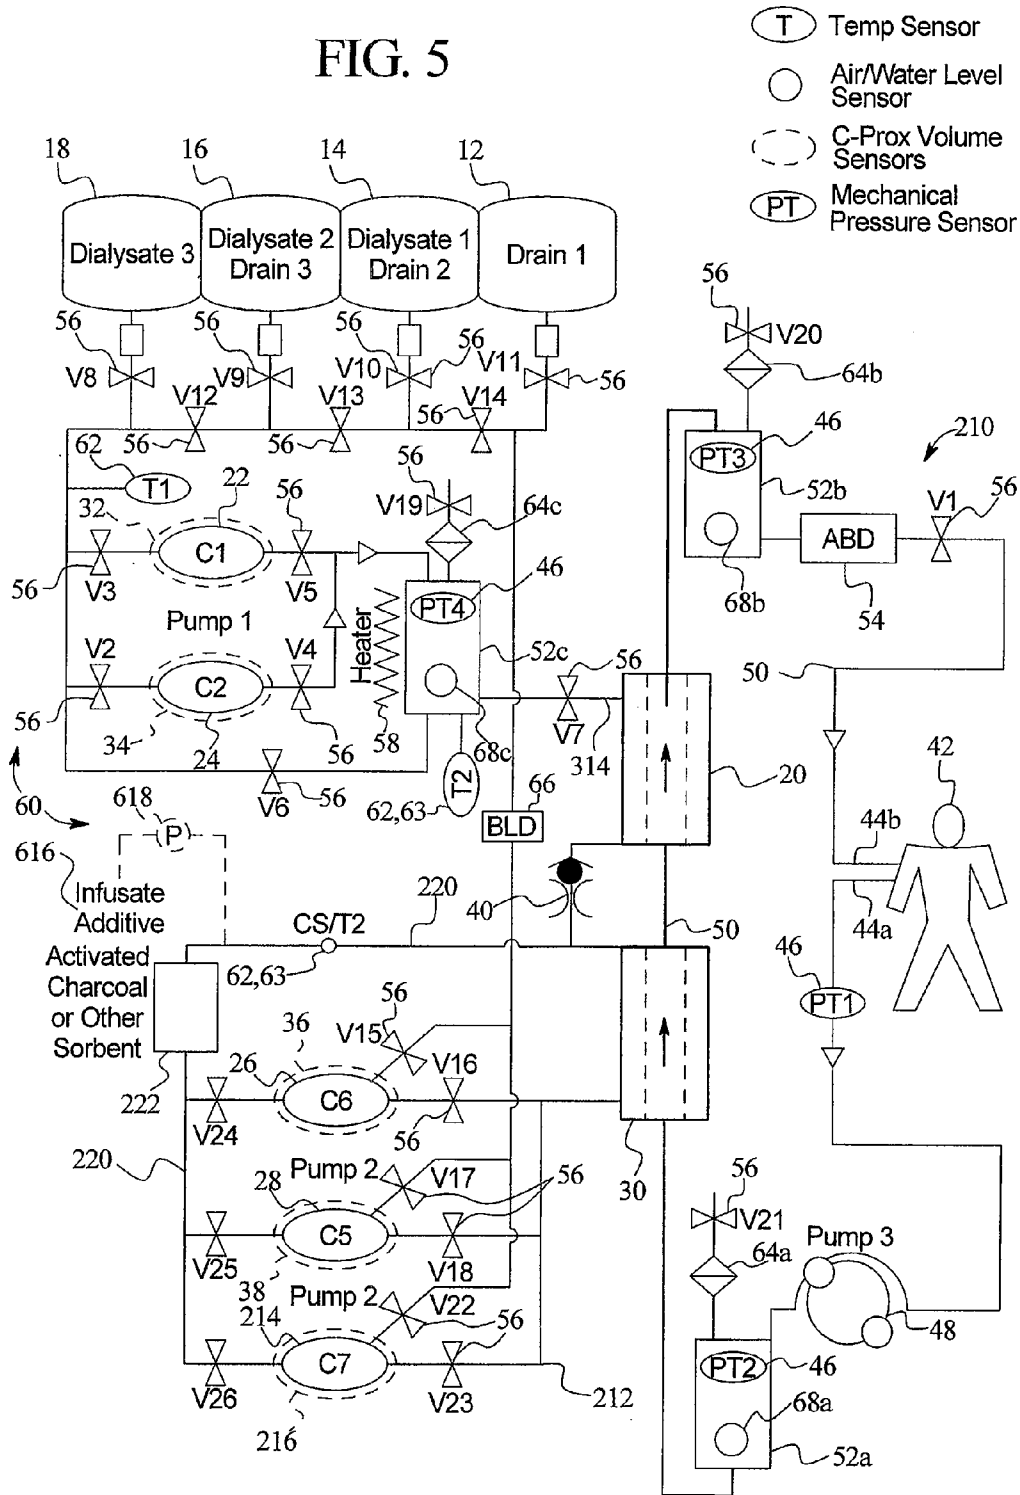 FIG. 5
T Temp Sensor
Air/Water Level
Sensor
C-Prox Volume
Sensors
PT Mechanical
Pressure Sensor
18 16 14 12
Dialysate 3
Dialysate 2
Drain 3
Dialysate 1
Drain 2
Drain 1
56 56 56 56
V8 V9 V10 V11 56
V12 V13 V14
56 56 56
56
V20
64b
46
PT3
52b
210
V1
56
68b
ABD
54
62
T1
22
56
56
V19
64c
32
C1
56
V3
V5
46
PT4
Pump 1
Heater
V2
V4
52c
56
V7
C2
56
34
24
56
58
68c
314
50
20
42
V6
56
T2
62,63
66
BLD
60
618
P
616
Infusate
Additive
44b
44a
40
220
CS/T2
62,63
50
Activated
Charcoal
or Other
Sorbent
46
PT1
222
56
V15
36
26
V16
C6
V24
56
220
30
Pump 2
V17
56
28
C5
V25
V18
38
Pump 2
V22
56
214
C7
V26
V23
212
216
56
V21
64a
Pump 3
48
PT2
46
68a
52a